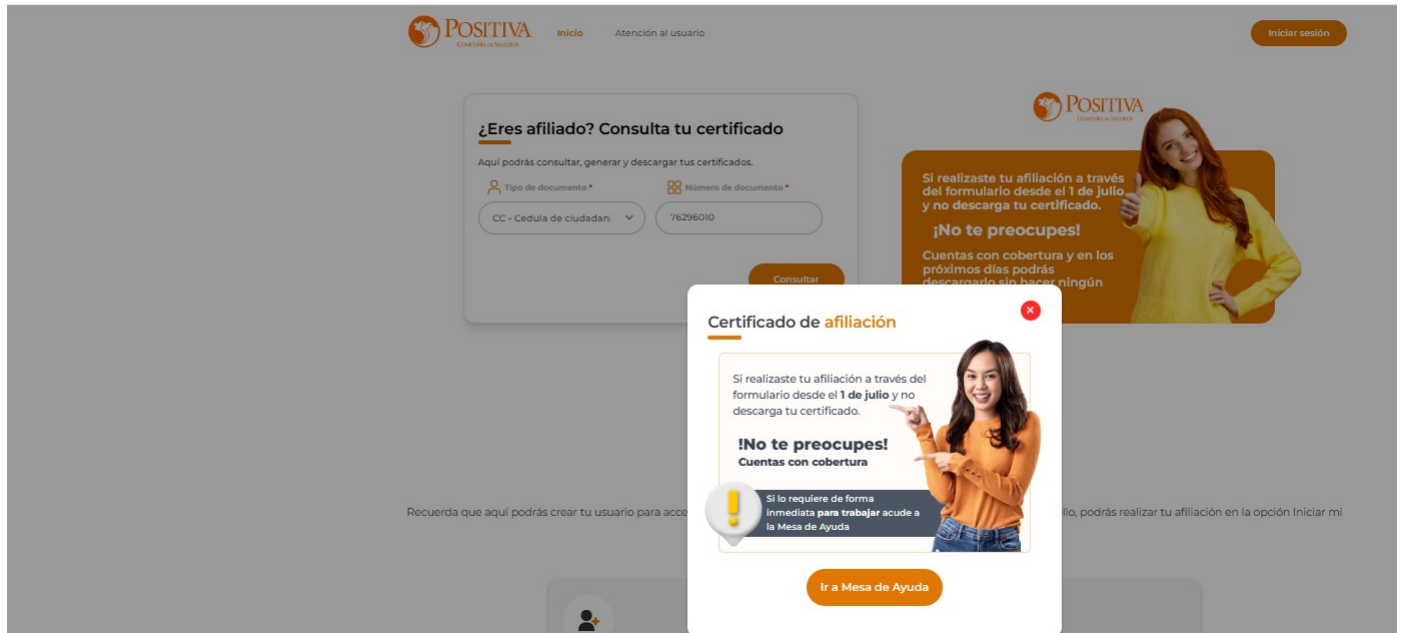 POSITIVA
COMPAÑÍA DE SEGUROS
Inicio
Atención al usuario
Iniciar sesión
¿Eres afiliado? Consulta tu certificado
Aquí podrás consultar, generar y descargar tus certificados.
Tipo de documento *
Número de documento *
CC - Cedula de ciudadan
76296010
Consultar
POSITIVA
COMPAÑÍA DE SEGUROS
Si realizaste tu afiliación a través
del formulario desde el 1 de julio
y no descarga tu certificado.
¡No te preocupes!
Cuentas con cobertura y en los
próximos días podrás
descargarlo sin hacer ningún
Certificado de afiliación
Si realizaste tu afiliación a través del
formulario desde el 1 de julio y no
descarga tu certificado.
!No te preocupes!
Cuentas con cobertura
Si lo requiere de forma
inmediata para trabajar acude a
la Mesa de Ayuda
Ir a Mesa de Ayuda
Recuerda que aquí podrás crear tu usuario para acce
llo, podrás realizar tu afiliación en la opción Iniciar mi